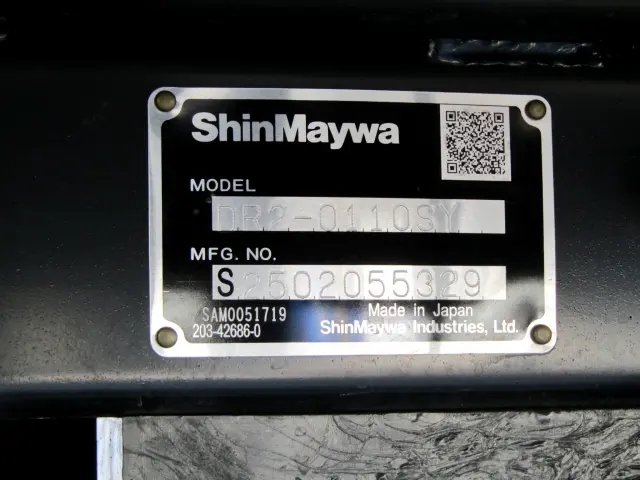 ShinMaywa
MODEL
DR2-0110SY
MFG. NO.
S2502055329
SAM0051719
Made in Japan
203-42686-0
ShinMaywa Industries, Ltd.